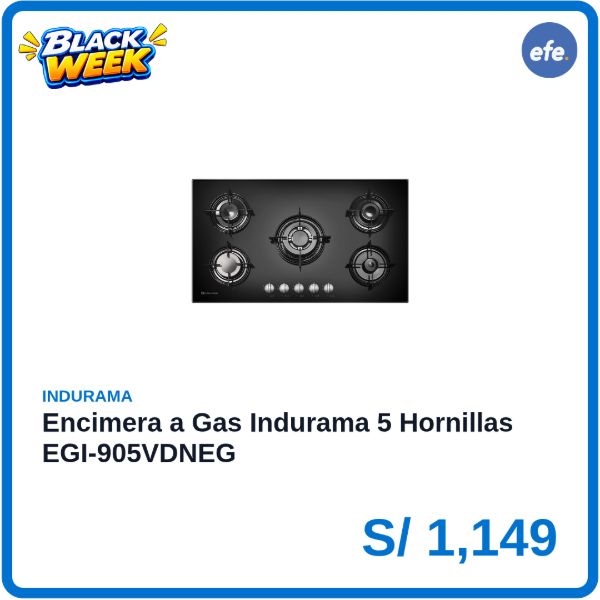 BLACK
WEEK
efe.
INDURAMA
Encimera a Gas Indurama 5 Hornillas
EGI-905VDNEG
S/ 1,149